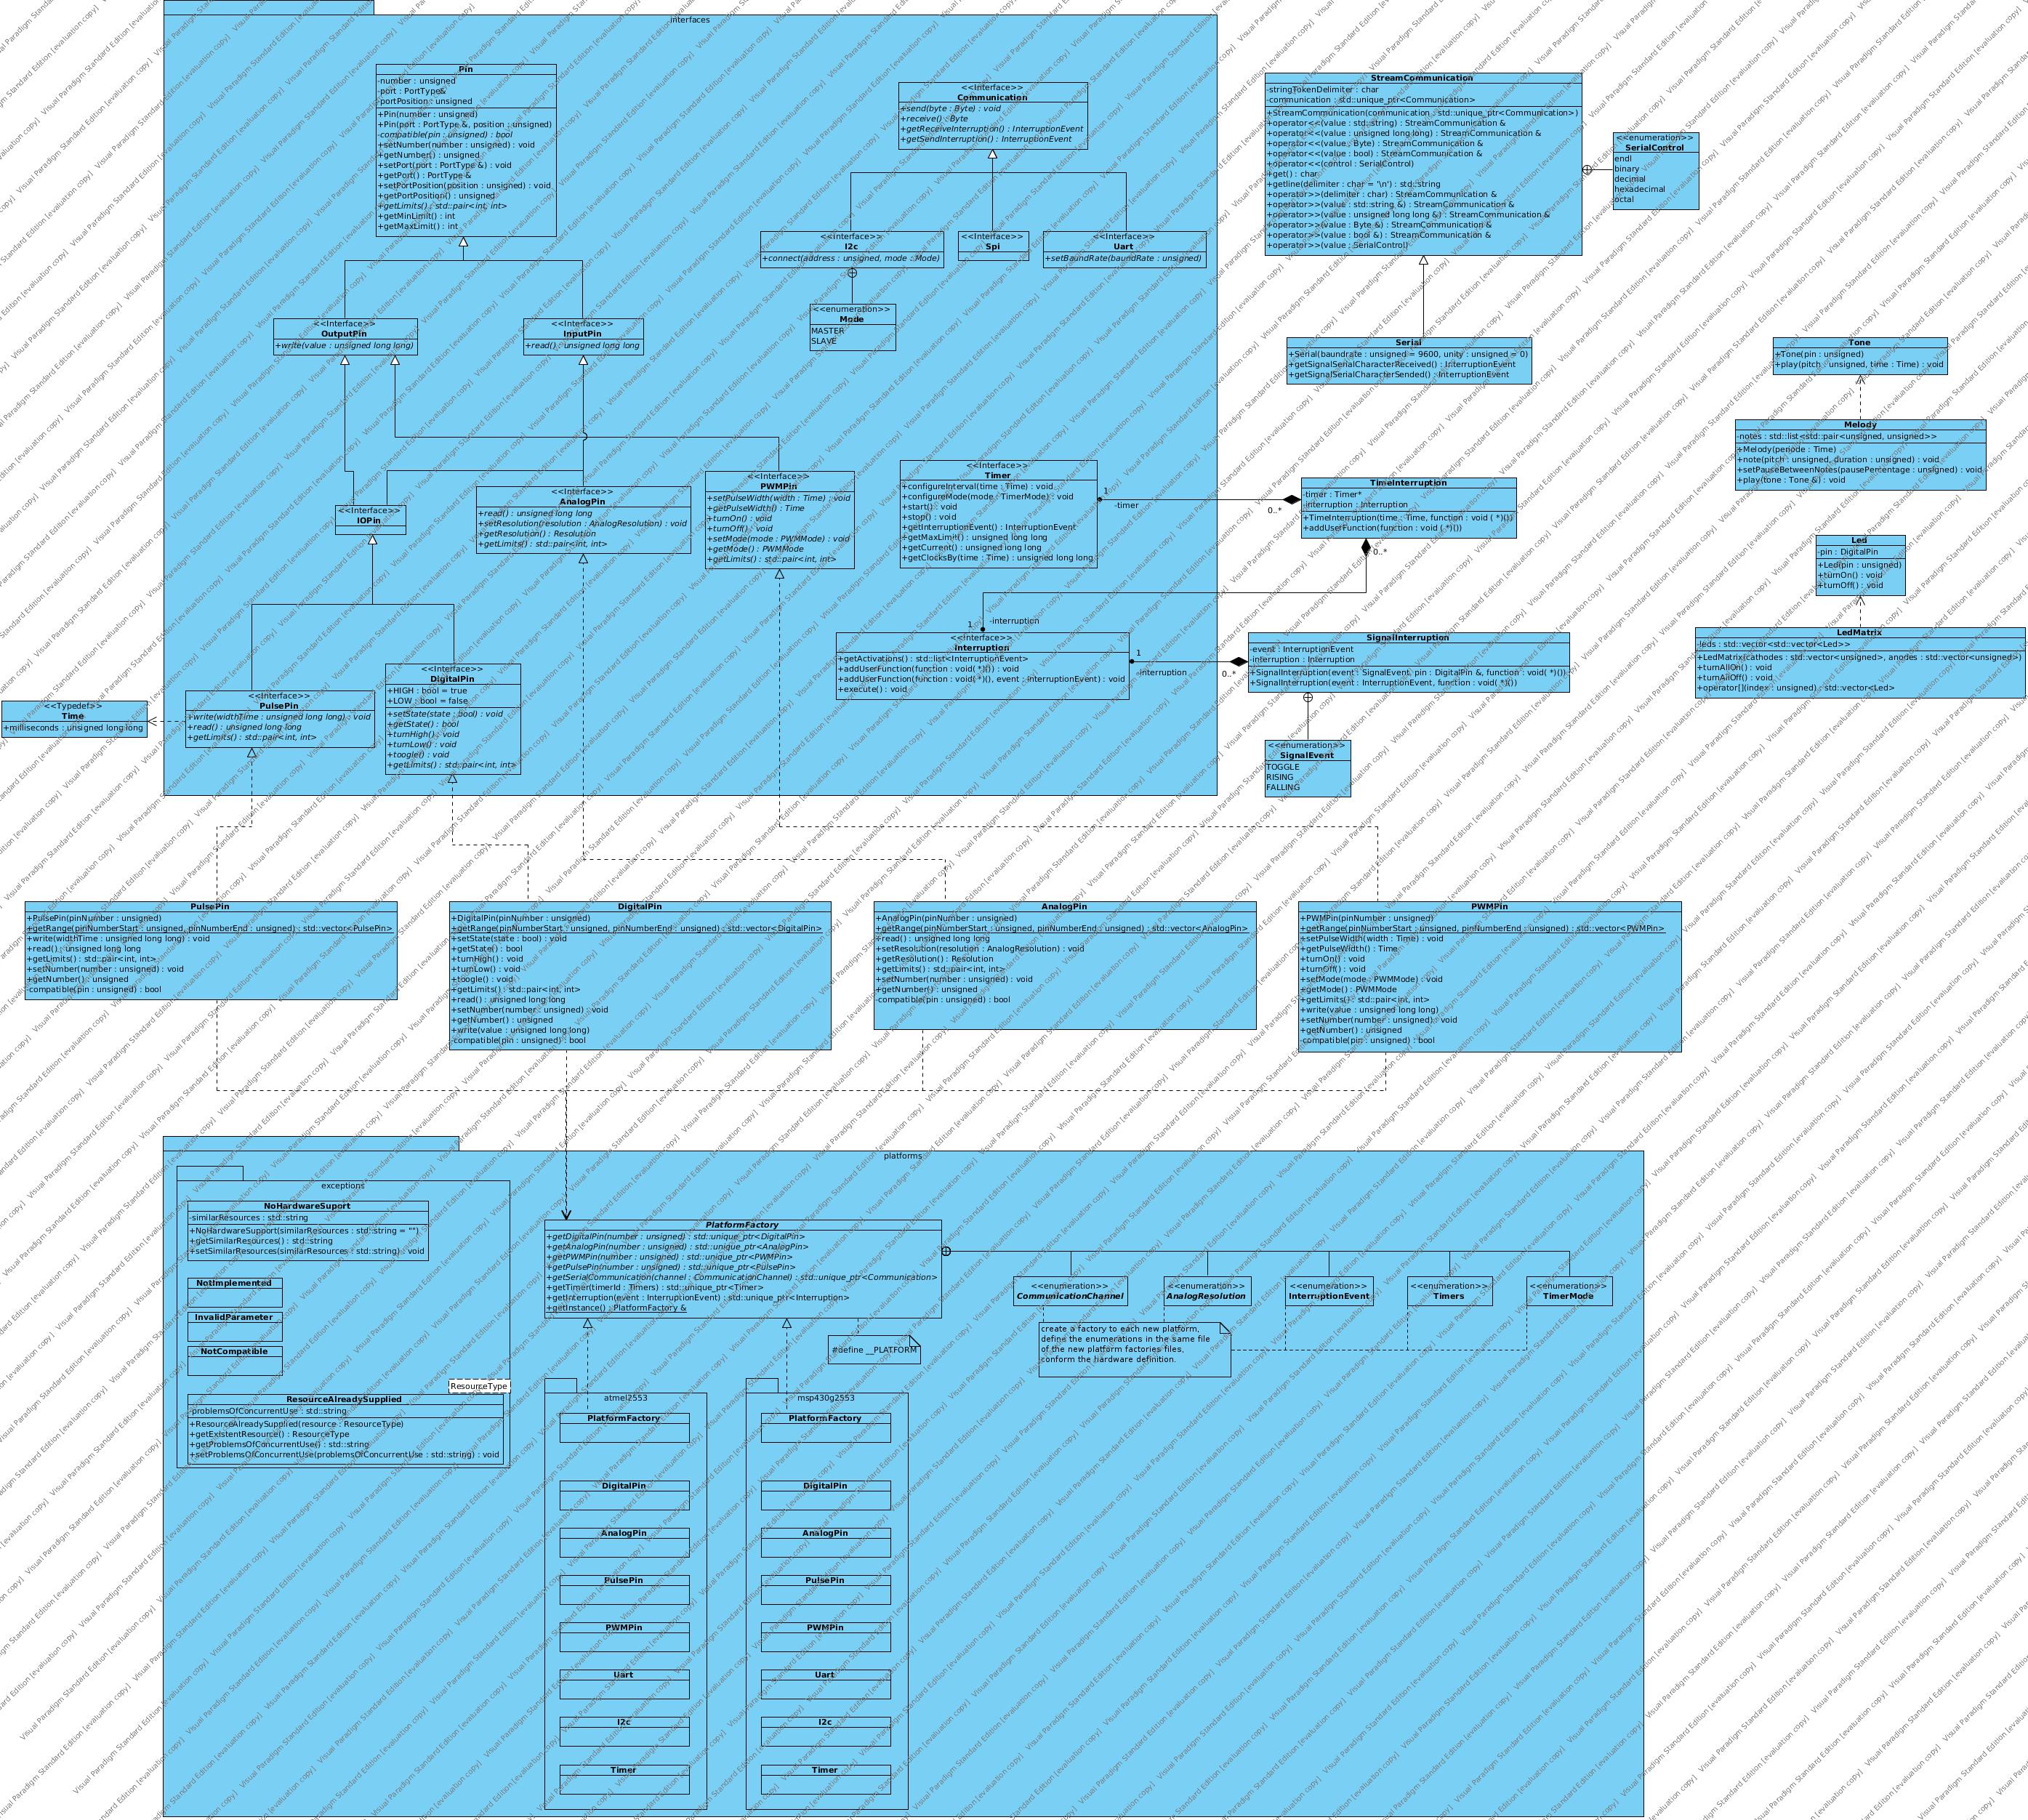 interfaces
Pin
-number : unsigned
-port : PortType&
-portPosition : unsigned
+Pin(number : unsigned)
+Pin(port : PortType &, position : unsigned)
-compatible(pin : unsigned) : bool
+setNumber(number : unsigned) : void
+getNumber() : unsigned
+setPort(port : PortType &) : void
+getPort() : PortType &
+setPortPosition(position : unsigned) : void
+getPortPosition() : unsigned
+getLimits() : std::pair<int, int>
+getMinLimit() : int
+getMaxLimit() : int
<<Interface>>
Communication
+send(byte : Byte) : void
+receive() : Byte
+getReceiveInterruption() : InterruptionEvent
+getSendInterruption() : InterruptionEvent
<<Interface>>
I2c
+connect(address : unsigned, mode : Mode)
<<Interface>>
Spi
<<Interface>>
Uart
+setBaundRate(baundRate : unsigned)
<<enumeration>>
Mode
MASTER
SLAVE
StreamCommunication
-stringTokenDelimiter : char
-communication : std::unique_ptr<Communication>
+StreamCommunication(communication : std::unique_ptr<Communication>)
+operator<<(value : std::string) : StreamCommunication &
+operator<<(value : unsigned long long) : StreamCommunication &
+operator<<(value : Byte) : StreamCommunication &
+operator<<(value : bool) : StreamCommunication &
+operator<<(control : SerialControl)
+get() : char
+getline(delimiter : char = '\n') : std::string
+operator>>(delimiter : char) : StreamCommunication &
+operator>>(value : std::string &) : StreamCommunication &
+operator>>(value : unsigned long long &) : StreamCommunication &
+operator>>(value : Byte &) : StreamCommunication &
+operator>>(value : bool &) : StreamCommunication &
+operator>>(value : SerialControl)
<<enumeration>>
SerialControl
endl
binary
decimal
hexadecimal
octal
Serial
+Serial(baundrate : unsigned = 9600, unity : unsigned = 0)
+getSignalSerialCharacterReceived() : InterruptionEvent
+getSignalSerialCharacterSended() : InterruptionEvent
Tone
+Tone(pin : unsigned)
+play(pitch : unsigned, time : Time) : void
Melody
-notes : std::list<std::pair<unsigned, unsigned>>
+Melody(periode : Time)
+note(pitch : unsigned, duration : unsigned) : void
+setPauseBetweenNotes(pausePercentage : unsigned) : void
+play(tone : Tone &) : void
Led
-pin : DigitalPin
+Led(pin : unsigned)
+turnOn() : void
+turnOff() : void
LedMatrix
-leds : std::vector<std::vector<Led>>
+LedMatrix(cathodes : std::vector<unsigned>, anodes : std::vector<unsigned>)
+turnAllOn() : void
+turnAllOff() : void
+operator[](index : unsigned) : std::vector<Led>
<<Interface>>
OutputPin
+write(value : unsigned long long)
<<Interface>>
InputPin
+read() : unsigned long long
<<Interface>>
IOPin
<<Interface>>
AnalogPin
+read() : unsigned long long
+setResolution(resolution : AnalogResolution) : void
+getResolution() : Resolution
+getLimits() : std::pair<int, int>
<<Interface>>
PWMPin
+setPulseWidth(width : Time) : void
+getPulseWidth() : Time
+turnOn() : void
+turnOff() : void
+setMode(mode : PWMMode) : void
+getMode() : PWMMode
+getLimits() : std::pair<int, int>
<<Interface>>
Timer
+configureInterval(time : Time) : void
+configureMode(mode : TimerMode) : void
+start() : void
+stop() : void
+getInterruptionEvent() : InterruptionEvent
+getMaxLimit() : unsigned long long
+getCurrent() : unsigned long long
+getClocksBy(time : Time) : unsigned long long
1
-timer
0..*
TimeInterruption
-timer : Timer*
-interruption : Interruption
+TimeInterruption(time : Time, function : void ( *)())
+addUserFunction(function : void ( *)())
0..*
1
-interruption
<<Interface>>
Interruption
+getActivations() : std::list<InterruptionEvent>
+addUserFunction(function : void( *)()) : void
+addUserFunction(function : void( *)(), event : InterruptionEvent) : void
+execute() : void
1
-interruption
0..*
SignalInterruption
-event : InterruptionEvent
-interruption : Interruption
+SignalInterruption(event : SignalEvent, pin : DigitalPin &, function : void( *)())
+SignalInterruption(event : InterruptionEvent, function : void( *)())
<<enumeration>>
SignalEvent
TOGGLE
RISING
FALLING
<<Typedef>>
Time
+milliseconds : unsigned long long
<<Interface>>
PulsePin
+write(widthTime : unsigned long long) : void
+read() : unsigned long long
+getLimits() : std::pair<int, int>
<<Interface>>
DigitalPin
+HIGH : bool = true
+LOW : bool = false
+setState(state : bool) : void
+getState() : bool
+turnHigh() : void
+turnLow() : void
+toogle() : void
+getLimits() : std::pair<int, int>
PulsePin
+PulsePin(pinNumber : unsigned)
+getRange(pinNumberStart : unsigned, pinNumberEnd : unsigned) : std::vector<PulsePin>
+write(widthTime : unsigned long long) : void
+read() : unsigned long long
+getLimits() : std::pair<int, int>
+setNumber(number : unsigned) : void
+getNumber() : unsigned
-compatible(pin : unsigned) : bool
DigitalPin
+DigitalPin(pinNumber : unsigned)
+getRange(pinNumberStart : unsigned, pinNumberEnd : unsigned) : std::vector<DigitalPin>
+setState(state : bool) : void
+getState() : bool
+turnHigh() : void
+turnLow() : void
+toogle() : void
+getLimits() : std::pair<int, int>
+read() : unsigned long long
+setNumber(number : unsigned) : void
+getNumber() : unsigned
+write(value : unsigned long long)
-compatible(pin : unsigned) : bool
AnalogPin
+AnalogPin(pinNumber : unsigned)
+getRange(pinNumberStart : unsigned, pinNumberEnd : unsigned) : std::vector<AnalogPin>
+read() : unsigned long long
+setResolution(resolution : AnalogResolution) : void
+getResolution() : Resolution
+getLimits() : std::pair<int, int>
+setNumber(number : unsigned) : void
+getNumber() : unsigned
-compatible(pin : unsigned) : bool
PWMPin
+PWMPin(pinNumber : unsigned)
+getRange(pinNumberStart : unsigned, pinNumberEnd : unsigned) : std::vector<PWMPin>
+setPulseWidth(width : Time) : void
+getPulseWidth() : Time
+turnOn() : void
+turnOff() : void
+setMode(mode : PWMMode) : void
+getMode() : PWMMode
+getLimits() : std::pair<int, int>
+write(value : unsigned long long)
+setNumber(number : unsigned) : void
+getNumber() : unsigned
-compatible(pin : unsigned) : bool
platforms
exceptions
NoHardwareSuport
-similarResources : std::string
+NoHardwareSupport(similarResources : std::string = "")
+getSimilarResources() : std::string
+setSimilarResources(similarResources : std::string) : void
NotImplemented
InvalidParameter
NotCompatible
ResourceType
ResourceAlreadySupplied
-problemsOfConcurrentUse : std::string
+ResourceAlreadySupplied(resource : ResourceType)
+getExistentResource() : ResourceType
+getProblemsOfConcurrentUse() : std::string
+setProblemsOfConcurrentUse(problemsOfConcurrentUse : std::string) : void
PlatformFactory
+getDigitalPin(number : unsigned) : std::unique_ptr<DigitalPin>
+getAnalogPin(number : unsigned) : std::unique_ptr<AnalogPin>
+getPWMPin(number : unsigned) : std::unique_ptr<PWMPin>
+getPulsePin(number : unsigned) : std::unique_ptr<PulsePin>
+getSerialCommunication(channel : CommunicationChannel) : std::unique_ptr<Communication>
+getTimer(timerId : Timers) : std::unique_ptr<Timer>
+getInterruption(event : InterruptionEvent) : std::unique_ptr<Interruption>
+getInstance() : PlatformFactory &
#define __PLATFORM
<<enumeration>>
CommunicationChannel
<<enumeration>>
AnalogResolution
<<enumeration>>
InterruptionEvent
<<enumeration>>
Timers
<<enumeration>>
TimerMode
create a factory to each new platform,
define the enumerations in the same file
of the new platform factories files,
conform the hardware definition.
atmel2553
PlatformFactory
DigitalPin
AnalogPin
PulsePin
PWMPin
Uart
I2c
Timer
msp430g2553
PlatformFactory
DigitalPin
AnalogPin
PulsePin
PWMPin
Uart
I2c
Timer
Visual Paradigm Standard Edition [evaluation copy]